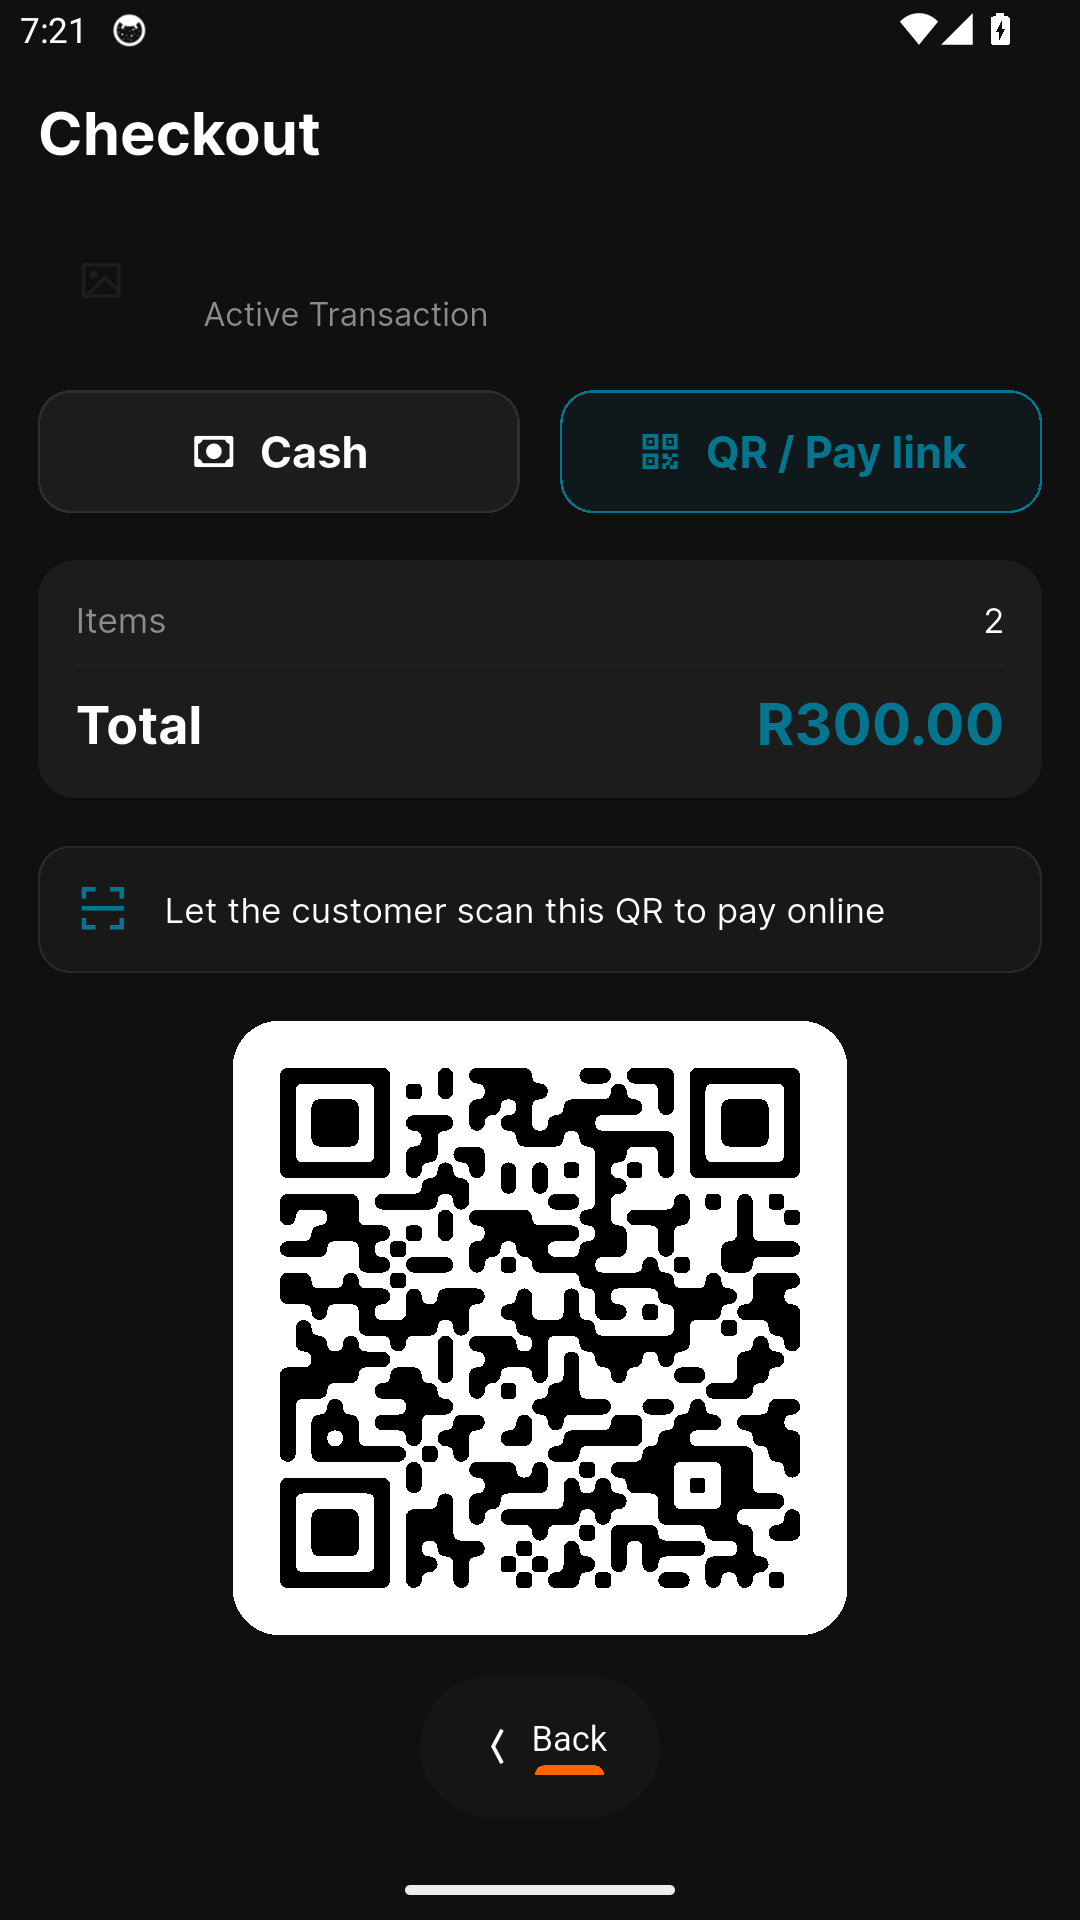 7:21
Checkout
Active Transaction
Cash
QR / Pay link
Items 2
Total R300.00
Let the customer scan this QR to pay online
Back